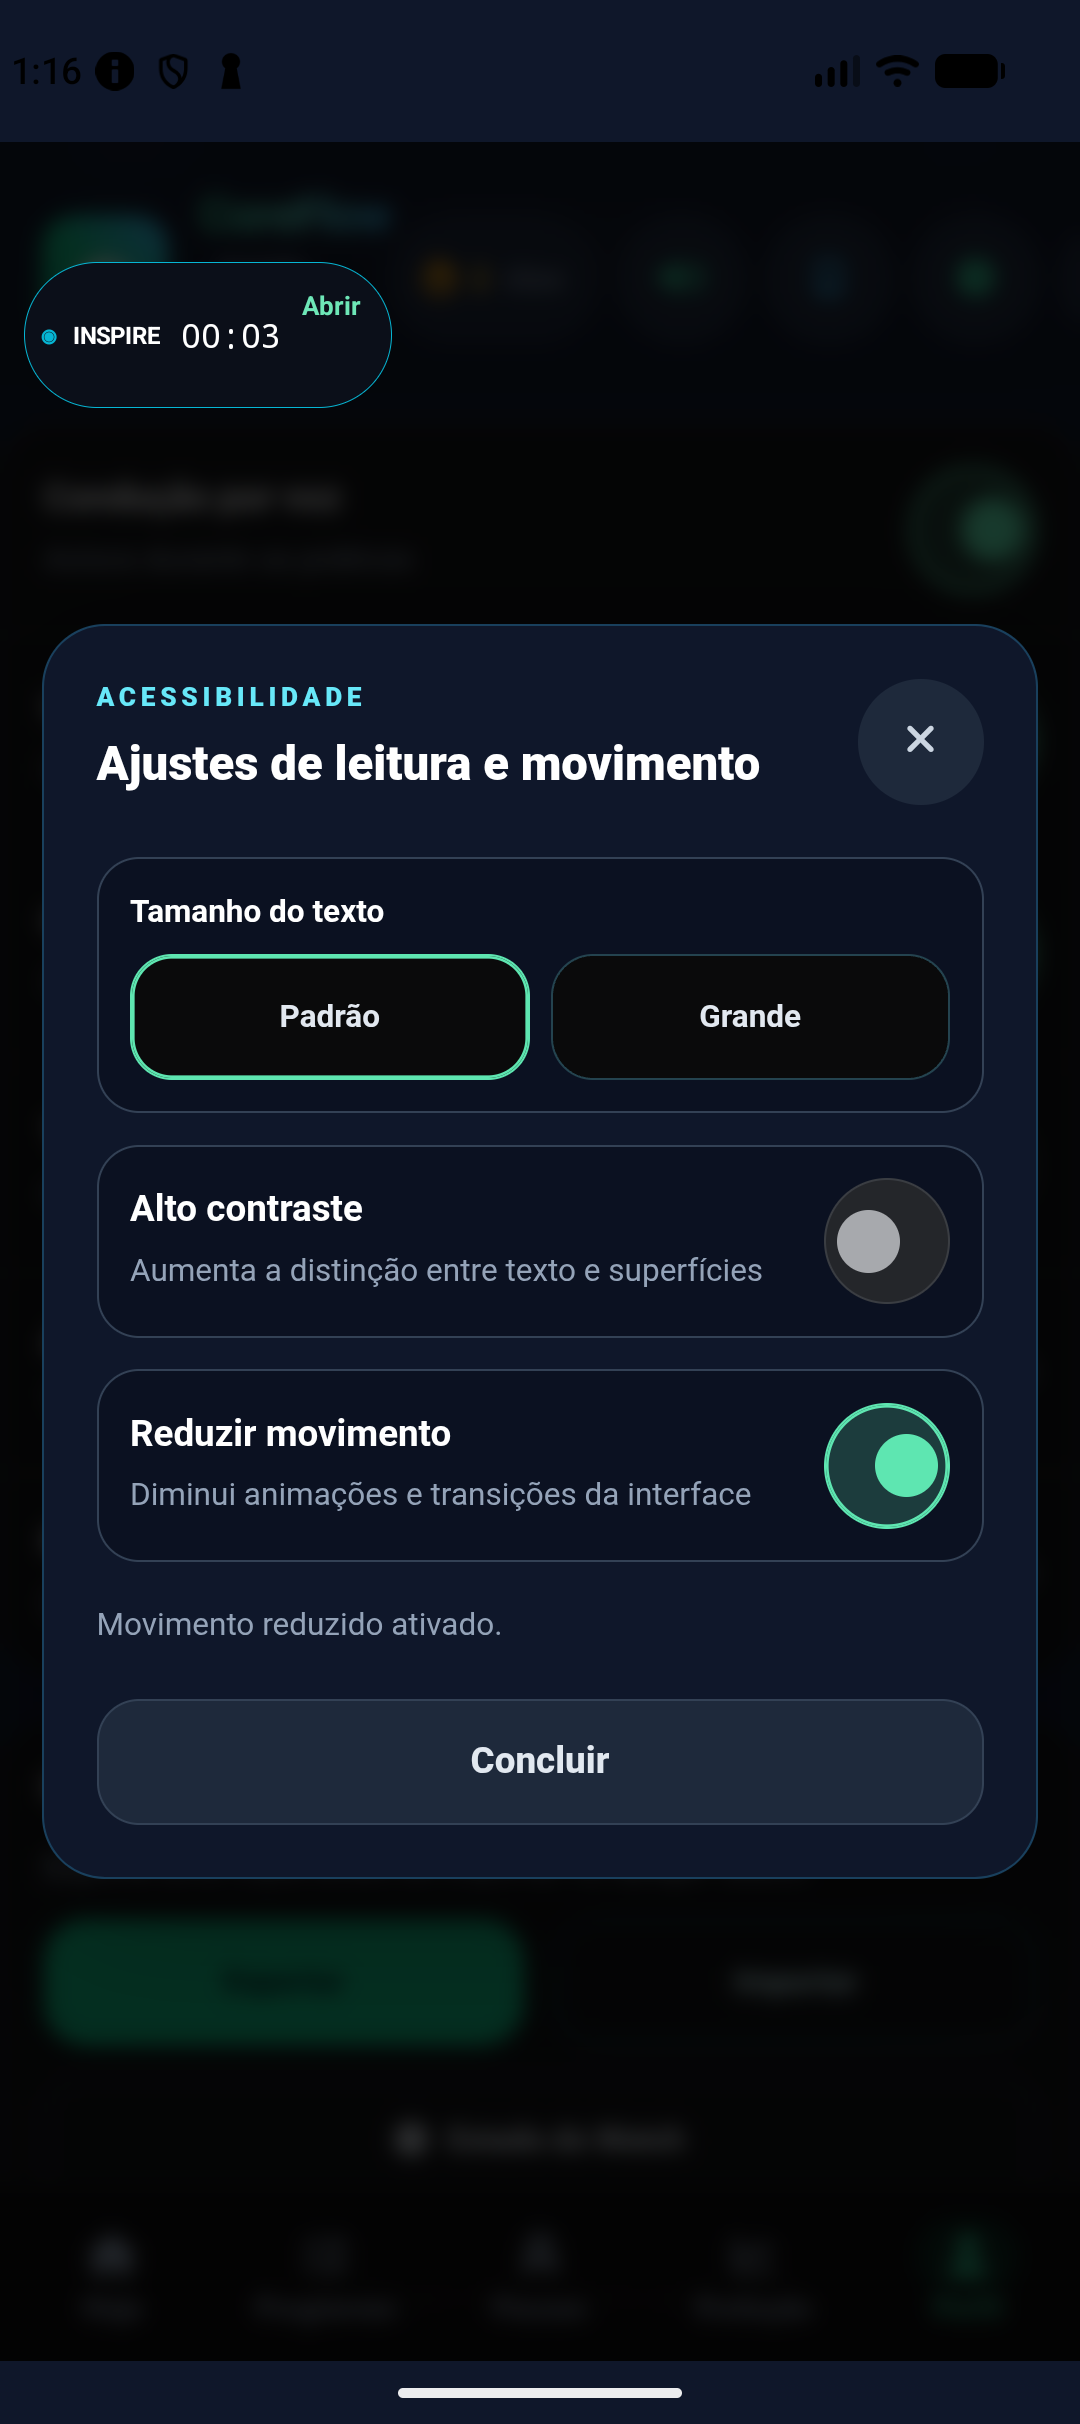 1:16
Abrir
INSPIRE 00:03
ACESSIBILIDADE
Ajustes de leitura e movimento
Tamanho do texto
Padrão
Grande
Alto contraste
Aumenta a distinção entre texto e superfícies
Reduzir movimento
Diminui animações e transições da interface
Movimento reduzido ativado.
Concluir